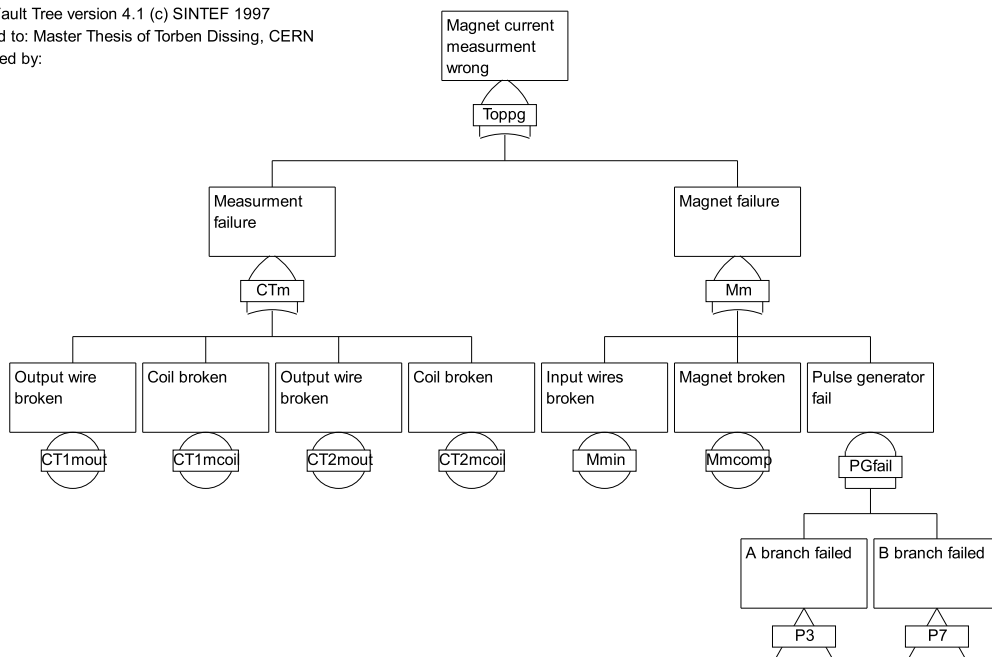 ault Tree version 4.1 (c) SINTEF 1997
d to: Master Thesis of Torben Dissing, CERN
ed by:
Magnet current
measurment
wrong
Toppg
Measurment
failure
Magnet failure
CTm
Mm
Output wire
broken
Coil broken
Output wire
broken
Coil broken
Input wires
broken
Magnet broken
Pulse generator
fail
CT1mout
CT1mcoil
CT2mout
CT2mcoil
Mmin
Mmcomp
PGfail
A branch failed
B branch failed
P3
P7